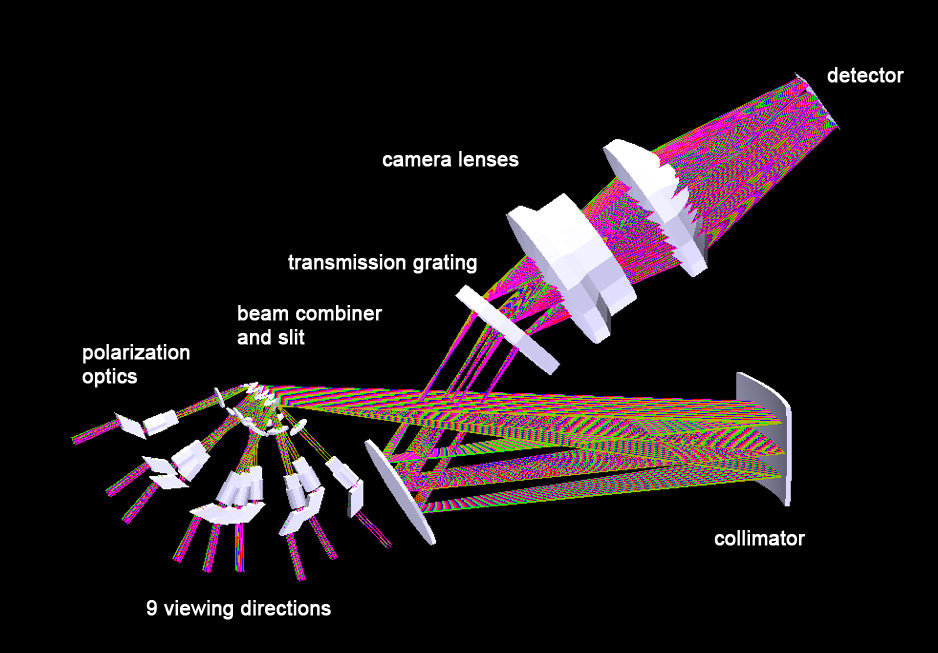 detector
camera lenses
transmission grating
beam combiner
and slit
polarization
optics
collimator
9 viewing directions